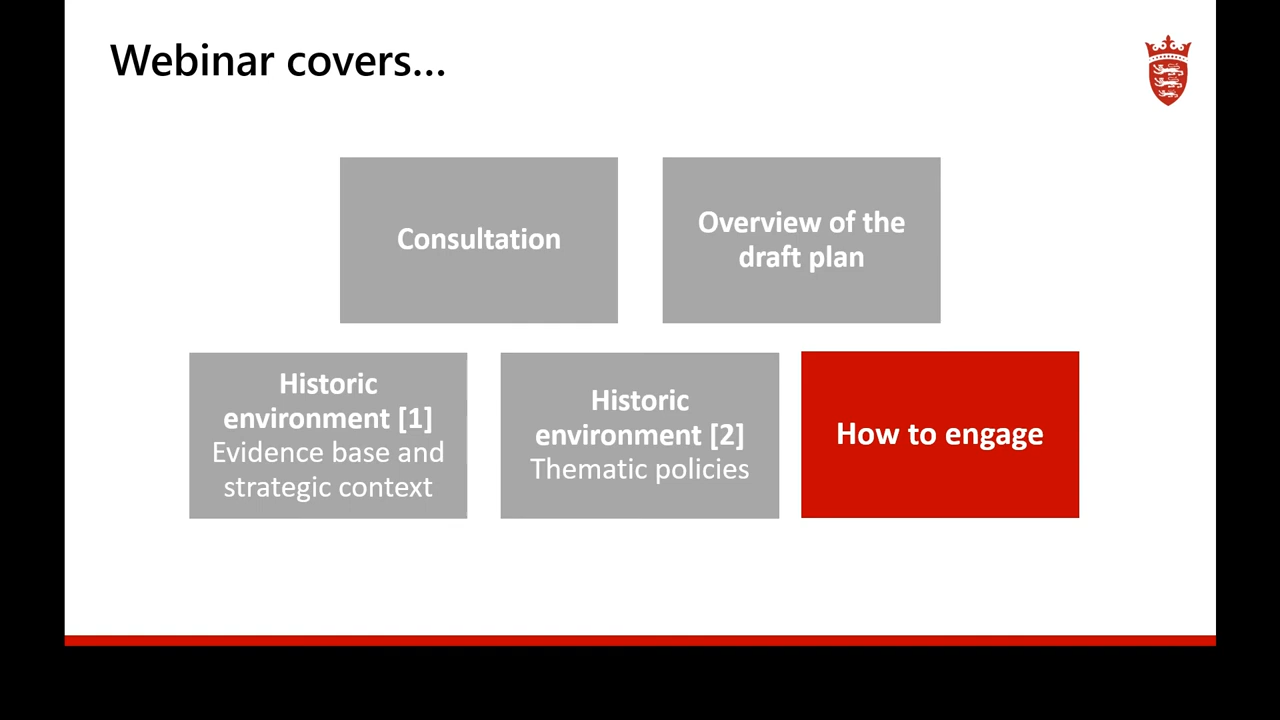 Webinar covers...
Consultation
Overview of the
draft plan
Historic
environment [1]
Evidence base and
strategic context
Historic
environment [2]
Thematic policies
How to engage